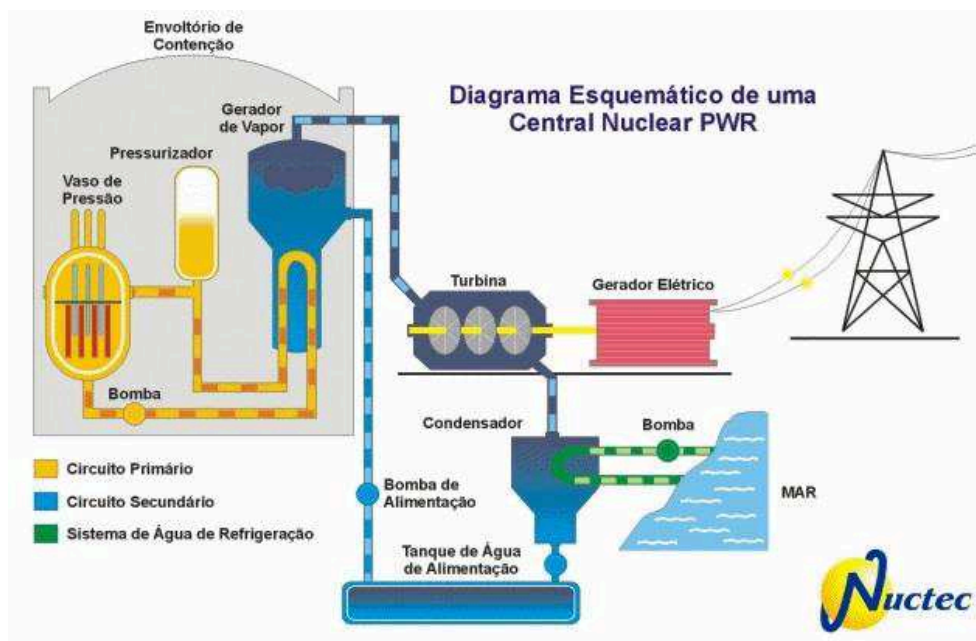 Envoltório de
Contenção
Diagrama Esquemático de uma
Central Nuclear PWR
Gerador
de Vapor
Pressurizador
Vaso de
Pressão
Turbina
Gerador Elétrico
Bomba
Condensador
Bomba
Circuito Primário
Circuito Secundário
Sistema de Água de Refrigeração
Bomba de
Alimentação
MAR
Tanque de Água
de Alimentação
Nuctec